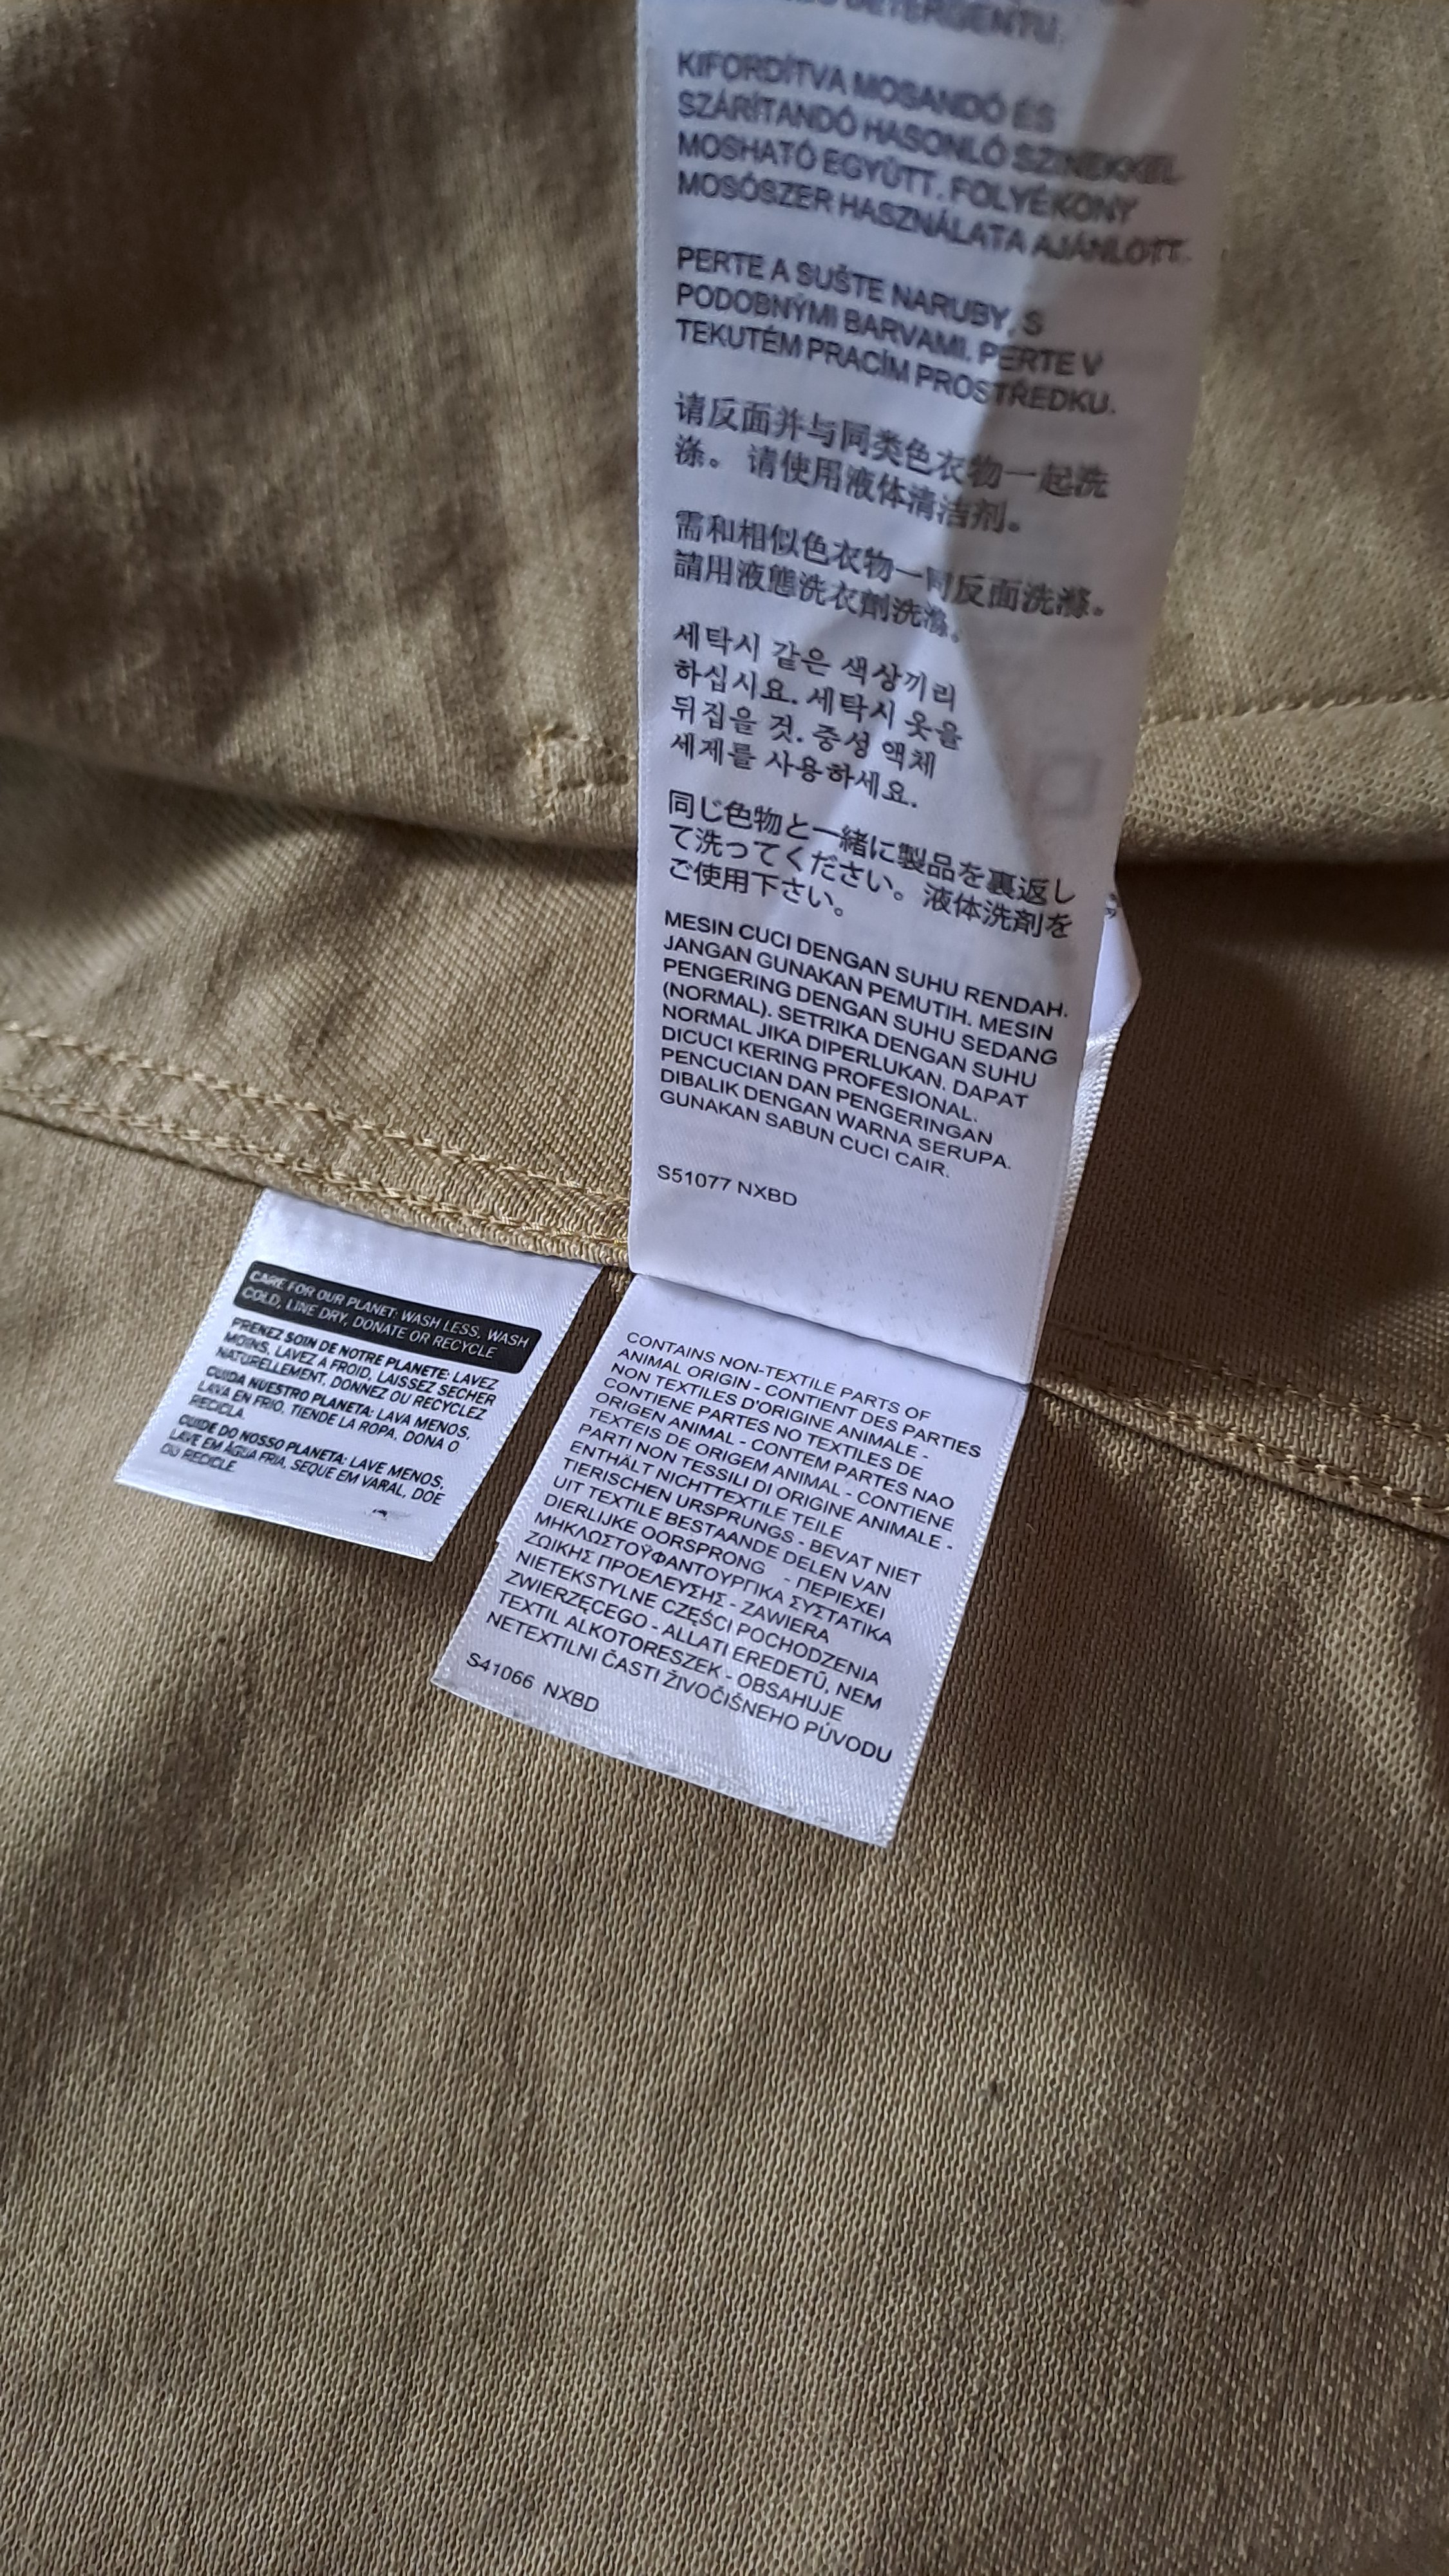 DETERGENTU.
KIFORDÍTVA MOSANDÓ ÉS
SZÁRÍTANDÓ HASONLÓ SZINEKKEL
MOSHATÓ EGYÜTT. FOLYÉKONY
MOSÓSZER HASZNÁLATA AJÁNLOTT.
PERTE A SUŠTE NARUBY, S
PODOBNÝMI BARVAMI. PERTE V
TEKUTÉM PRACÍM PROSTŘEDKU.
请反面并与同类色衣物一起洗
涤。 请使用液体清洁剂。
需和相似色衣物一同反面洗滌。
請用液態洗衣劑洗滌。
세탁시 같은 색상끼리
하십시요. 세탁시 옷을
뒤집을 것. 중성 액체
세제를 사용하세요.
同じ色物と一緒に製品を裏返し
て洗ってください。液体洗剤を
ご使用下さい。
MESIN CUCI DENGAN SUHU RENDAH.
JANGAN GUNAKAN PEMUTIH. MESIN
PENGERING DENGAN SUHU SEDANG
(NORMAL). SETRIKA DENGAN SUHU
NORMAL JIKA DIPERLUKAN. DAPAT
DICUCI KERING PROFESIONAL.
PENCUCIAN DAN PENGERINGAN
DIBALIK DENGAN WARNA SERUPA.
GUNAKAN SABUN CUCI CAIR.
S51077 NXBD
CARE FOR OUR PLANET: WASH LESS, WASH
COLD, LINE DRY, DONATE OR RECYCLE
PRENEZ SOIN DE NOTRE PLANETE: LAVEZ
MOINS, LAVEZ A FROID, LAISSEZ SECHER
NATURELLEMENT, DONNEZ OU RECYCLEZ
CUIDA NUESTRO PLANETA: LAVA MENOS,
LAVA EN FRIO, TIENDE LA ROPA, DONA O
RECICLA
CUIDE DO NOSSO PLANETA: LAVE MENOS,
LAVE EM ÁGUA FRIA, SEQUE EM VARAL, DOE
OU RECICLE
CONTAINS NON-TEXTILE PARTS OF
ANIMAL ORIGIN - CONTIENT DES PARTIES
NON TEXTILES D'ORIGINE ANIMALE -
CONTIENE PARTES NO TEXTILES DE
ORIGEN ANIMAL - CONTEM PARTES NAO
TEXTEIS DE ORIGEM ANIMAL - CONTIENE
PARTI NON TESSILI DI ORIGINE ANIMALE -
ENTHÄLT NICHTTEXTILE TEILE
TIERISCHEN URSPRUNGS - BEVAT NIET
UIT TEXTILE BESTAANDE DELEN VAN
DIERLIJKE OORSPRONG - ΠΕΡΙΕΧΕΙ
ΜΗΚΛΩΣΤΟΫΦΑΝΤΟΥΡΓΙΚΑ ΣΥΣΤΑΤΙΚΑ
ΖΩΙΚΗΣ ΠΡΟΕΛΕΥΣΗΣ - ZAWIERA
NIETEKSTYLNE CZĘŚCI POCHODZENIA
ZWIERZĘCEGO - ALLATI EREDETŰ, NEM
TEXTIL ALKOTORESZEK - OBSAHUJE
NETEXTILNI ČASTI ŽIVOČIŠNEHO PÚVODU
S41066 NXBD